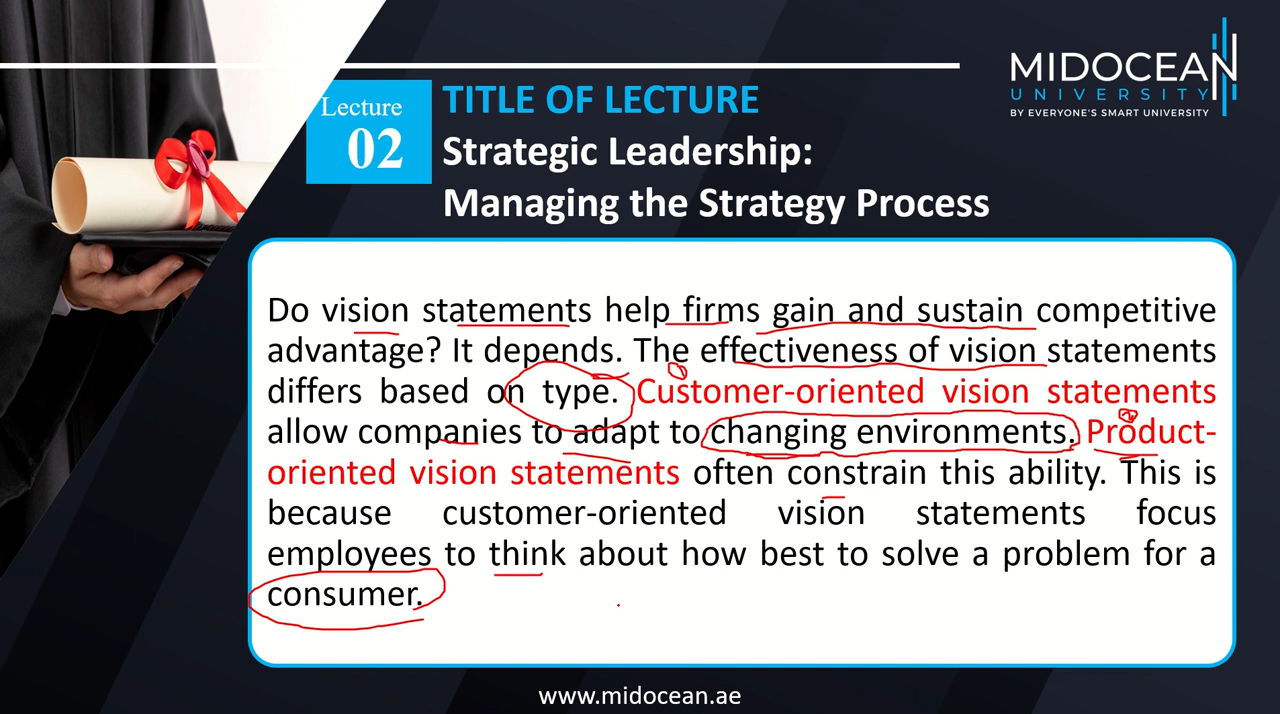 MIDOCEAN
UNIVERSITY
BY EVERYONE'S SMART UNIVERSITY
Lecture
02
TITLE OF LECTURE
Strategic Leadership:
Managing the Strategy Process
Do vision statements help firms gain and sustain competitive
advantage? It depends. The effectiveness of vision statements
differs based on type. Customer-oriented vision statements
allow companies to adapt to changing environments. Product-
oriented vision statements often constrain this ability. This is
because customer-oriented vision statements focus
employees to think about how best to solve a problem for a
consumer.
www.midocean.ae